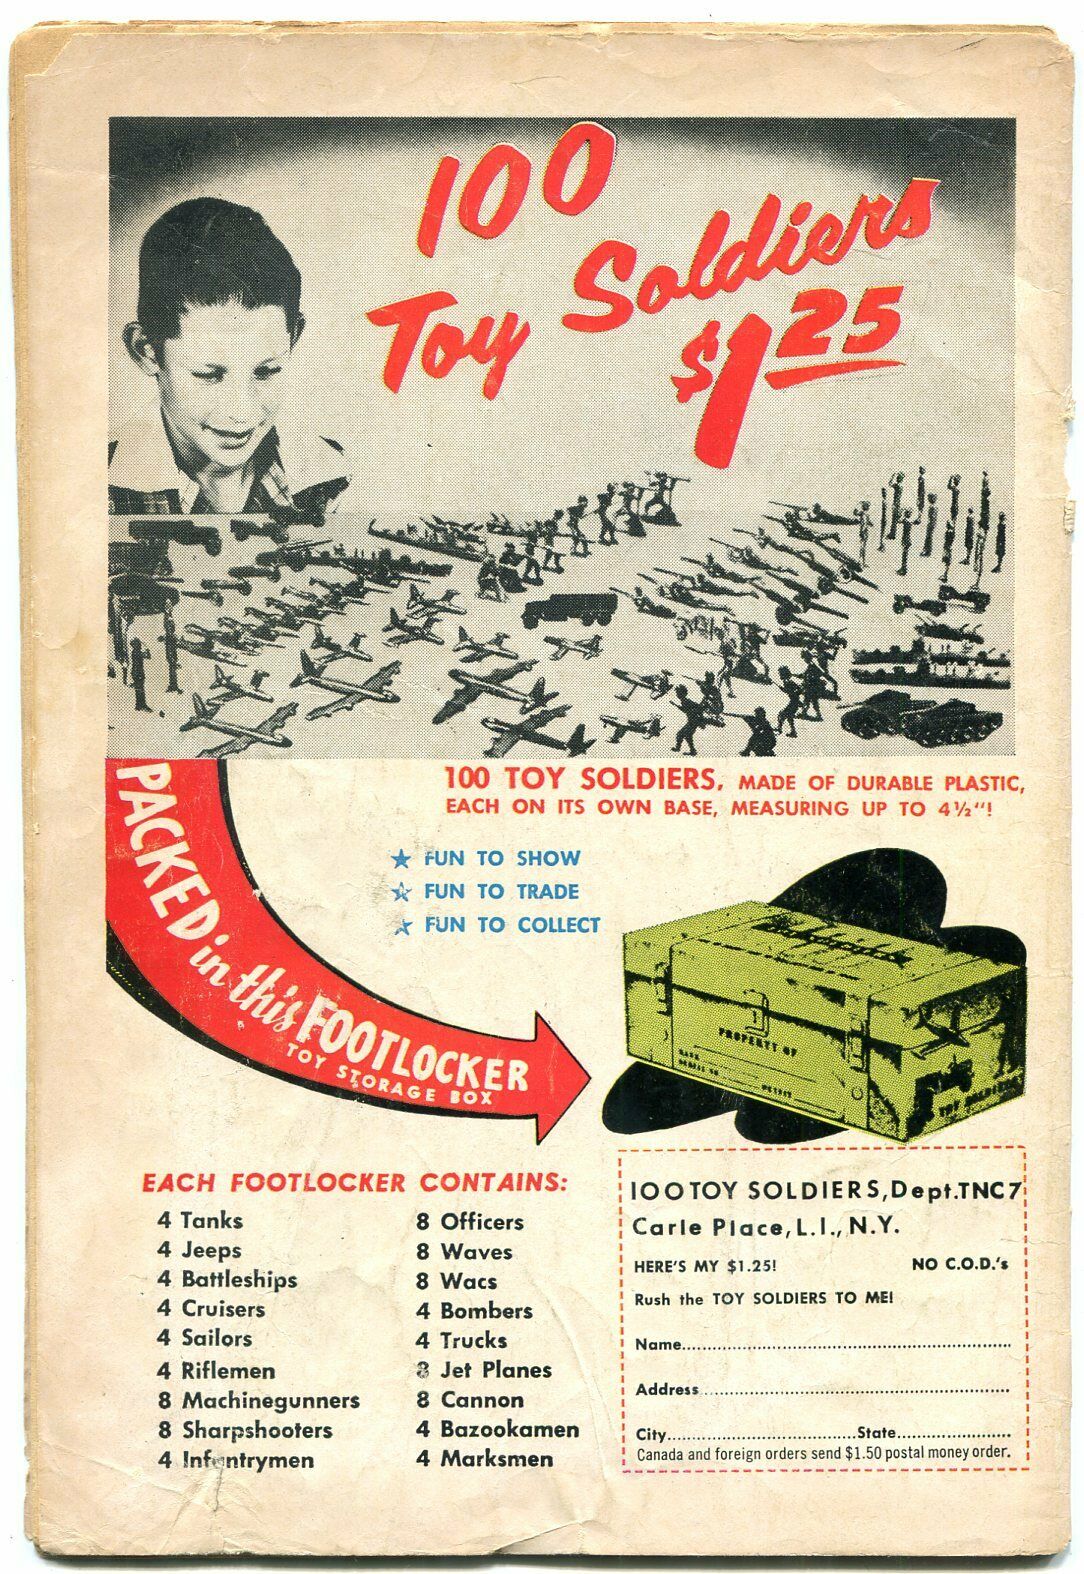 100
Toy Soldiers
$1.25
100 TOY SOLDIERS, MADE OF DURABLE PLASTIC,
EACH ON ITS OWN BASE, MEASURING UP TO 4½"!
★ FUN TO SHOW
★ FUN TO TRADE
★ FUN TO COLLECT
PACKED in this FOOTLOCKER
TOY STORAGE BOX
PROPERTY OF
TOY SOLDIERS
EACH FOOTLOCKER CONTAINS:
4 Tanks
4 Jeeps
4 Battleships
4 Cruisers
4 Sailors
4 Riflemen
8 Machinegunners
8 Sharpshooters
4 Infantrymen
8 Officers
8 Waves
8 Wacs
4 Bombers
4 Trucks
8 Jet Planes
8 Cannon
4 Bazookamen
4 Marksmen
100 TOY SOLDIERS, Dept. TNC7
Carle Place, L.I., N.Y.
HERE'S MY $1.25! NO C.O.D.'s
Rush the TOY SOLDIERS TO ME!
Name
Address
City State
Canada and foreign orders send $1.50 postal money order.